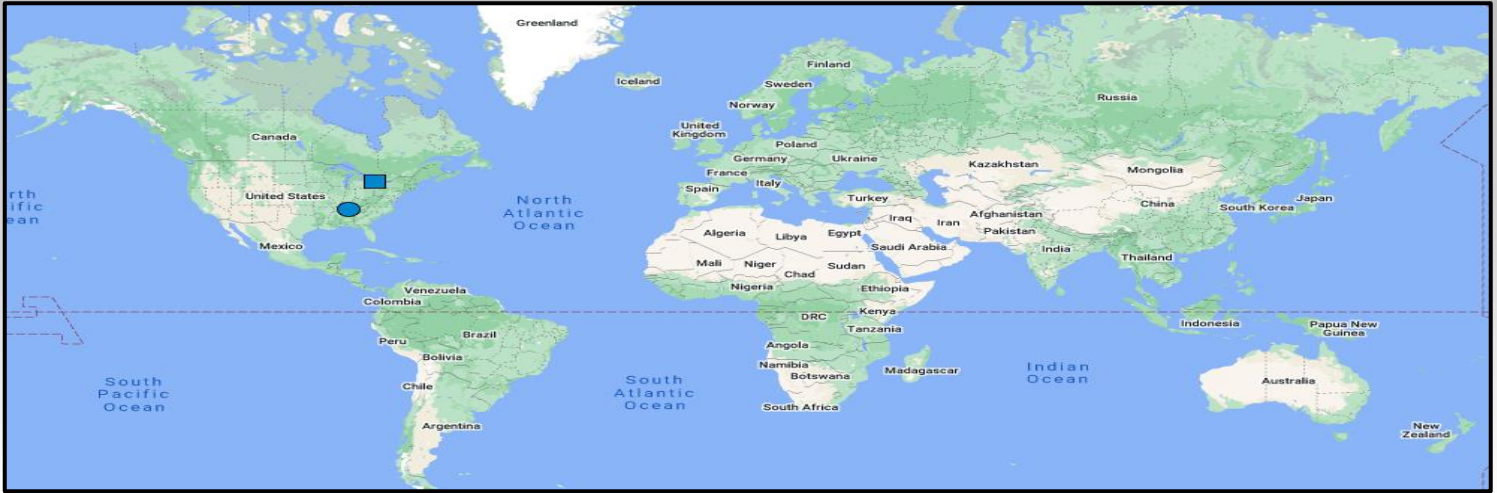 Greenland
Iceland
Finland
Sweden
Norway
Russia
United
Kingdom
Canada
Poland
Germany
Ukraine
France
Kazakhstan
Mongolia
Italy
Spain
United States
Turkey
Japan
China
South Korea
rth
ific
ean
North
Atlantic
Ocean
Iraq
Iran
Afghanistan
Pakistan
Algeria
Libya
Egypt
Saudi Arabia
India
Mexico
Thailand
Mali
Niger
Chad
Sudan
Nigeria
Ethiopia
Venezuela
Colombia
DRC
Kenya
Tanzania
Indonesia
Papua New
Guinea
Brazil
Peru
Angola
Bolivia
Namibia
Botswana
Madagascar
Indian
Ocean
South
Pacific
Ocean
Chile
South
Atlantic
Ocean
Australia
South Africa
Argentina
New
Zealand